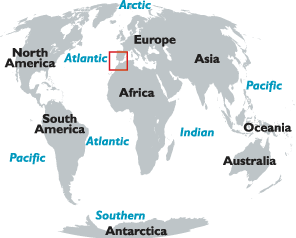 Arctic
North
America
Atlantic
Europe
Asia
Africa
Pacific
South
America
Atlantic
Indian
Oceania
Pacific
Australia
Southern
Antarctica